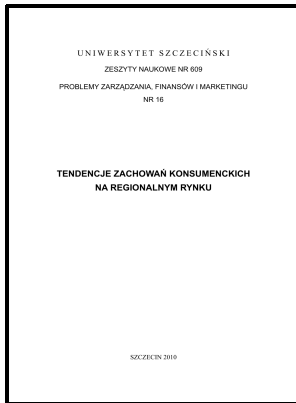 UNIWERSYTET SZCZECIŃSKI
ZESZYTY NAUKOWE NR 609
PROBLEMY ZARZĄDZANIA, FINANSÓW I MARKETINGU
NR 16
TENDENCJE ZACHOWAŃ KONSUMENCKICH
NA REGIONALNYM RYNKU
SZCZECIN 2010